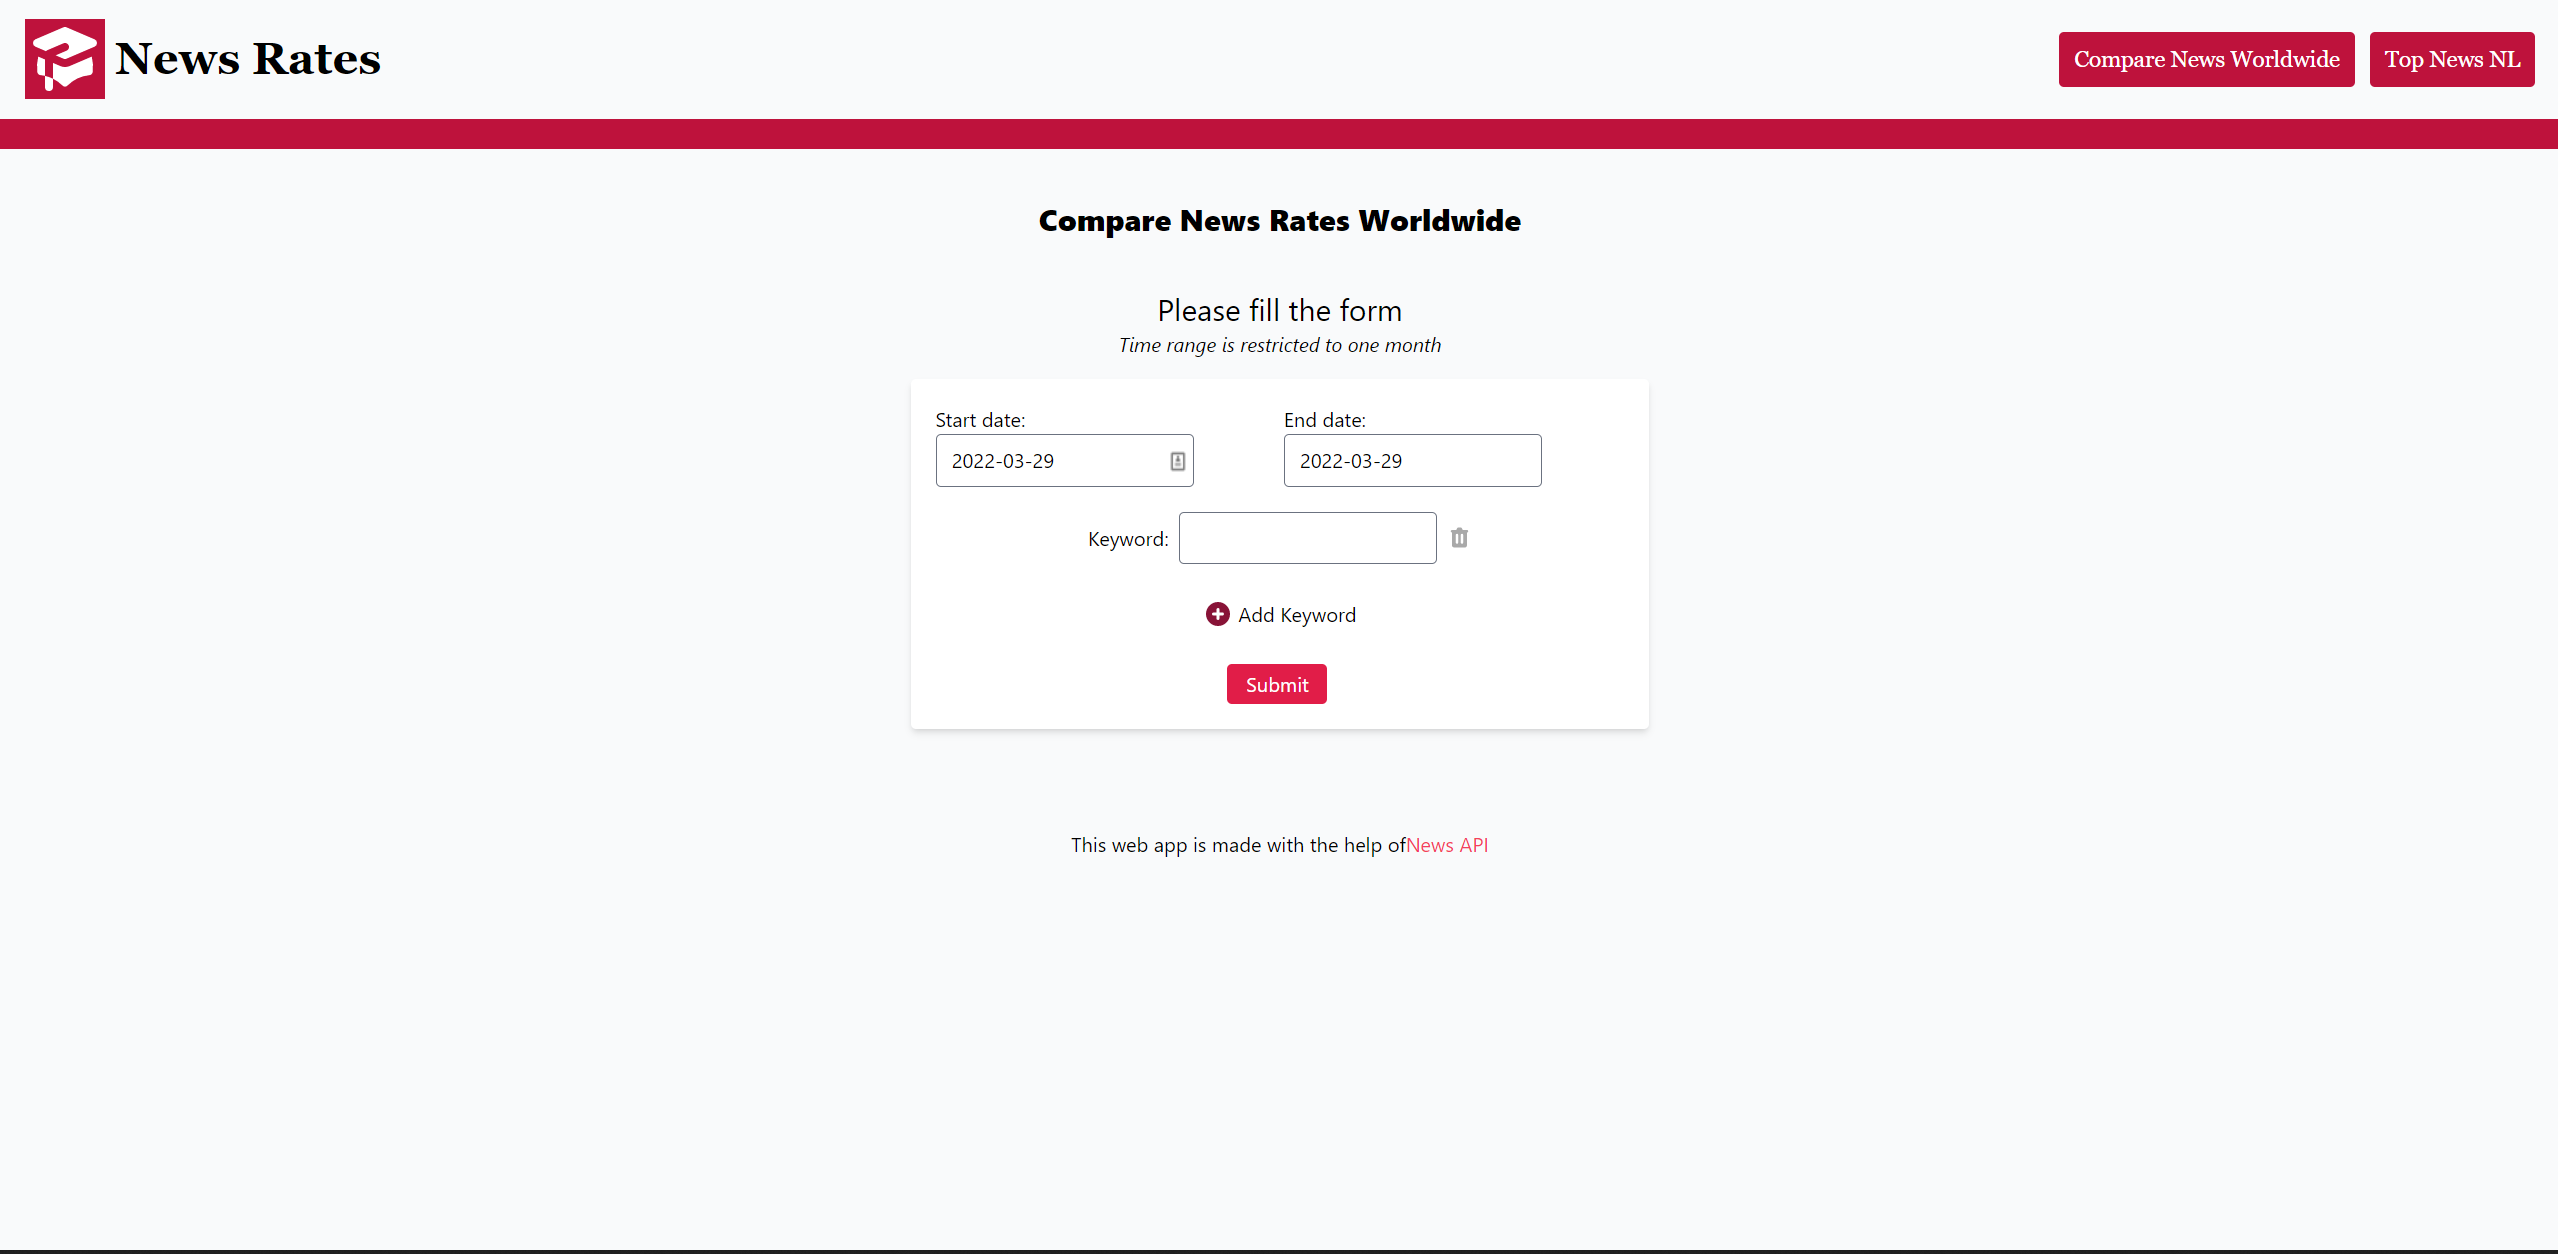 News Rates
Compare News Worldwide
Top News NL
Compare News Rates Worldwide
Please fill the form
Time range is restricted to one month
Start date:
End date:
2022-03-29
2022-03-29
Keyword:
Add Keyword
Submit
This web app is made with the help ofNews API